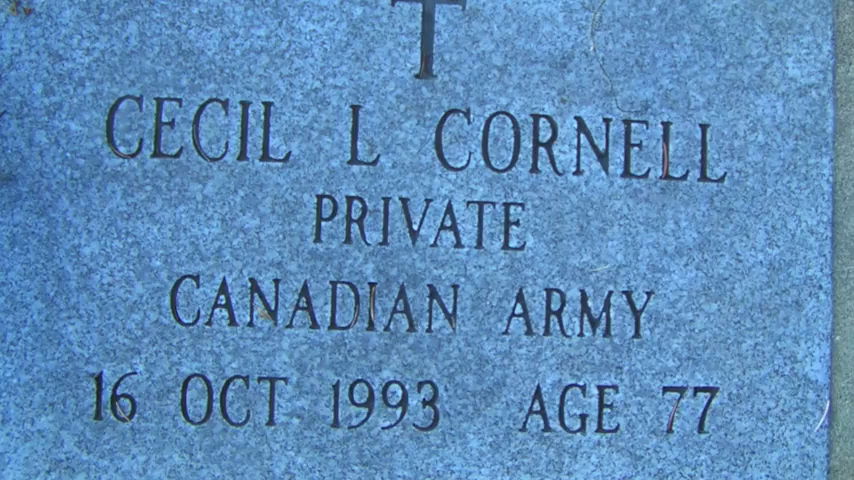 CECIL L CORNELL
PRIVATE
CANADIAN ARMY
16 OCT 1993 AGE 77